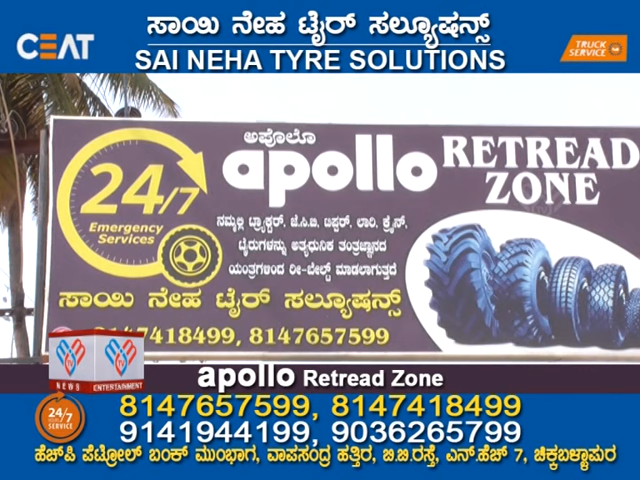 CEAT
ಸಾಯಿ ನೇಹ ಟೈರ್ ಸಲ್ಯೂಷನ್ಸ್
TRUCK
SERVICE
SAI NEHA TYRE SOLUTIONS
24/7
Emergency
Services
ಅಪೊಲೊ
apollo
RETREAD
ZONE
ನಮ್ಮಲ್ಲಿ ಟ್ರ್ಯಾಕ್ಟರ್, ಜೆ.ಸಿ.ಬಿ, ಟಿಪ್ಪರ್, ಲಾರಿ, ಕ್ರೈನ್,
ಟೈರುಗಳನ್ನು ಅತ್ಯಾಧುನಿಕ ತಂತ್ರಜ್ಞಾನದ
ಯಂತ್ರಗಳಿಂದ ರೀ-ಬೇಲ್ಟ್ ಮಾಡಲಾಗುತ್ತದೆ
ಸಾಯಿ ನೇಹ ಟೈರ್ ಸಲ್ಯೂಷನ್ಸ್
8147418499, 8147657599
TV
NEWS
TV
ENTERTAINMENT
apollo Retread Zone
24/7
SERVICE
8147657599, 8147418499
9141944199, 9036265799
ಹೆಚ್‌ಪಿ ಪೆಟ್ರೋಲ್ ಬಂಕ್ ಮುಂಭಾಗ, ವಾಪಸಂದ್ರ ಹತ್ತಿರ, ಬಿ.ಬಿ.ರಸ್ತೆ, ಎನ್.ಹೆಚ್ 7, ಚಿಕ್ಕಬಳ್ಳಾಪುರ